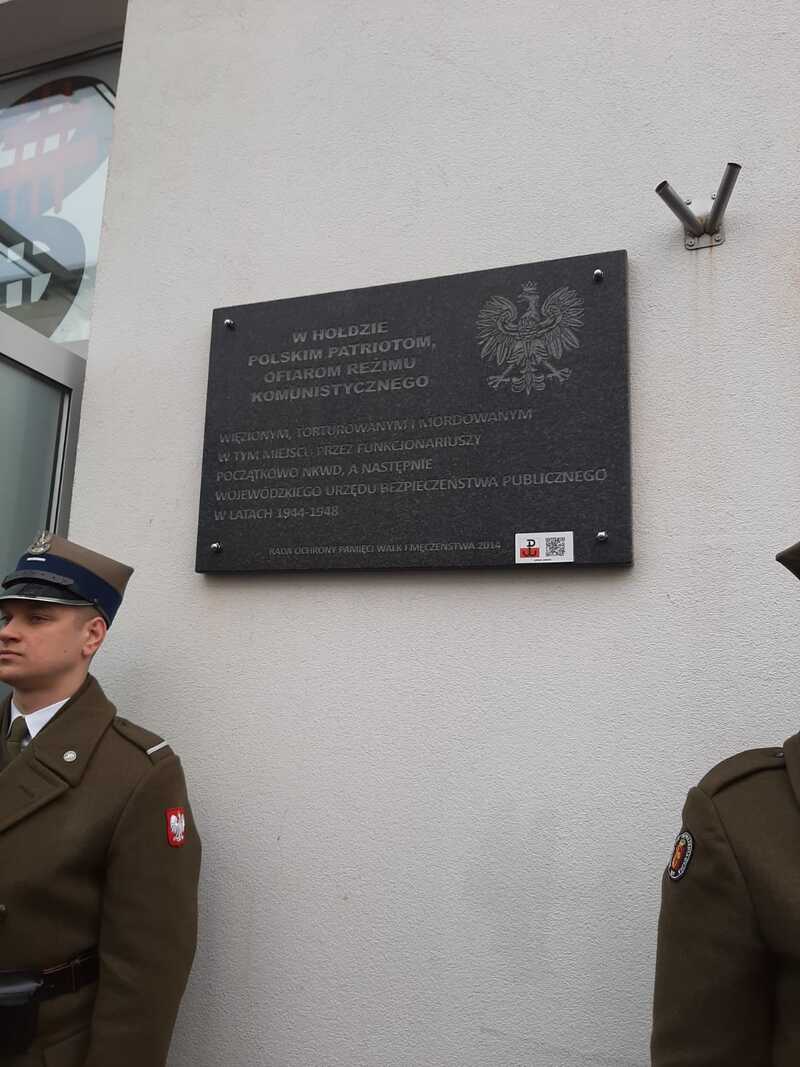 W HOŁDZIE
POLSKIM PATRIOTOM,
OFIAROM REŻIMU
KOMUNISTYCZNEGO
WIĘZIONYM, TORTUROWANYM I MORDOWANYM
W TYM MIEJSCU PRZEZ FUNKCJONARIUSZY
POCZĄTKOWO NKWD, A NASTĘPNIE
WOJEWÓDZKIEGO URZĘDU BEZPIECZEŃSTWA PUBLICZNEGO
W LATACH 1944-1948
RADA OCHRONY PAMIĘCI WALK I MĘCZEŃSTWA 2014